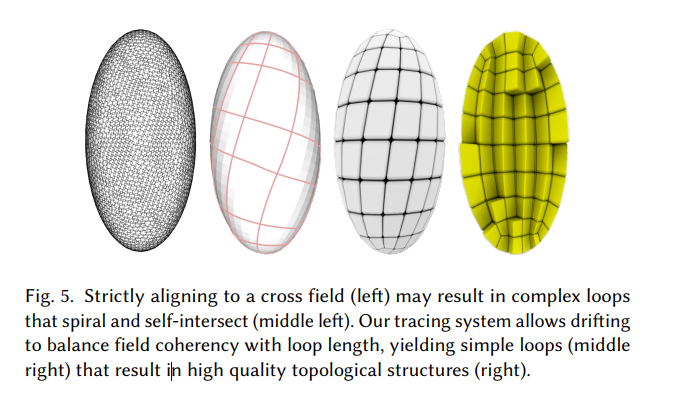 Fig. 5. Strictly aligning to a cross field (left) may result in complex loops
that spiral and self-intersect (middle left). Our tracing system allows drifting
to balance field coherency with loop length, yielding simple loops (middle
right) that result in high quality topological structures (right).